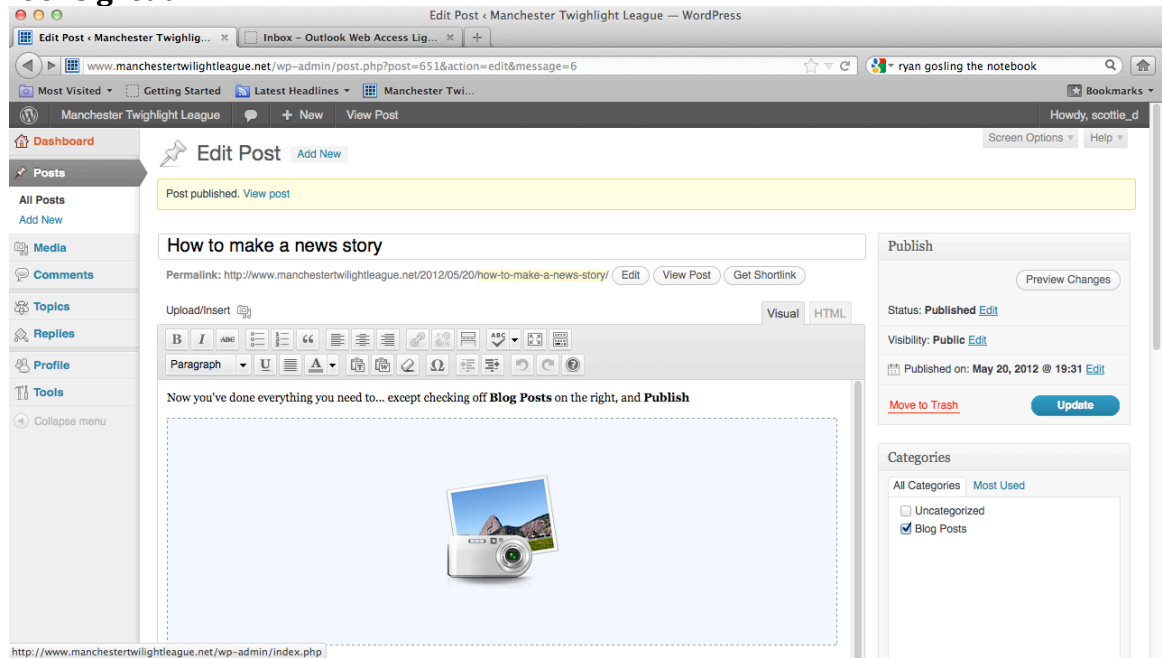 Edit Post ‹ Manchester Twighlight League — WordPress
Edit Post ‹ Manchester Twighlig... × Inbox – Outlook Web Access Lig... × +
www.manchestertwilightleague.net/wp-admin/post.php?post=651&action=edit&message=6 ryan gosling the notebook
Most Visited Getting Started Latest Headlines Manchester Twi... Bookmarks
Manchester Twighlight League + New View Post Howdy, scottie_d
Screen Options Help
Dashboard
Posts
All Posts
Add New
Media
Comments
Topics
Replies
Profile
Tools
Collapse menu
Edit Post Add New
Post published. View post
How to make a news story
Permalink: http://www.manchestertwilightleague.net/2012/05/20/how-to-make-a-news-story/ Edit View Post Get Shortlink
Upload/Insert Visual HTML
B I ABC ABC
Paragraph U A Ω
Now you've done everything you need to... except checking off Blog Posts on the right, and Publish
Publish
Preview Changes
Status: Published Edit
Visibility: Public Edit
Published on: May 20, 2012 @ 19:31 Edit
Move to Trash Update
Categories
All Categories Most Used
Uncategorized
Blog Posts
http://www.manchestertwilightleague.net/wp-admin/index.php